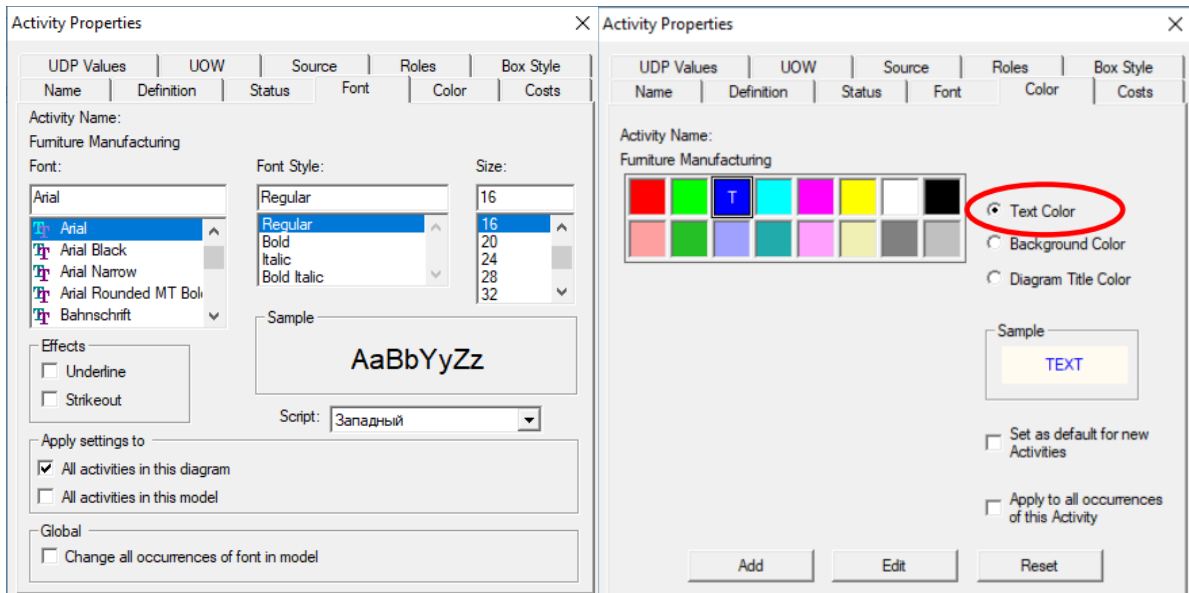 Activity Properties
UDP Values UOW Source Roles Box Style
Name Definition Status Font Color Costs
Activity Name:
Furniture Manufacturing
Font: Font Style: Size:
Arial Regular 16
Arial Regular 16
Arial Black Bold 20
Arial Narrow Italic 24
Arial Rounded MT Bol Bold Italic 28
Bahnschrift 32
Effects
Underline
Strikeout
Sample
AaBbYyZz
Script: Западный
Apply settings to
All activities in this diagram
All activities in this model
Global
Change all occurrences of font in model
Activity Properties
UDP Values UOW Source Roles Box Style
Name Definition Status Font Color Costs
Activity Name:
Furniture Manufacturing
T
Text Color
Background Color
Diagram Title Color
Sample
TEXT
Set as default for new
Activities
Apply to all occurrences
of this Activity
Add Edit Reset